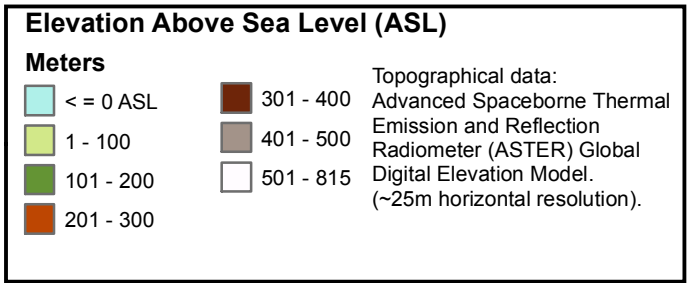 Elevation Above Sea Level (ASL)
Meters
< = 0 ASL
1 - 100
101 - 200
201 - 300
301 - 400
401 - 500
501 - 815
Topographical data:
Advanced Spaceborne Thermal
Emission and Reflection
Radiometer (ASTER) Global
Digital Elevation Model.
(~25m horizontal resolution).